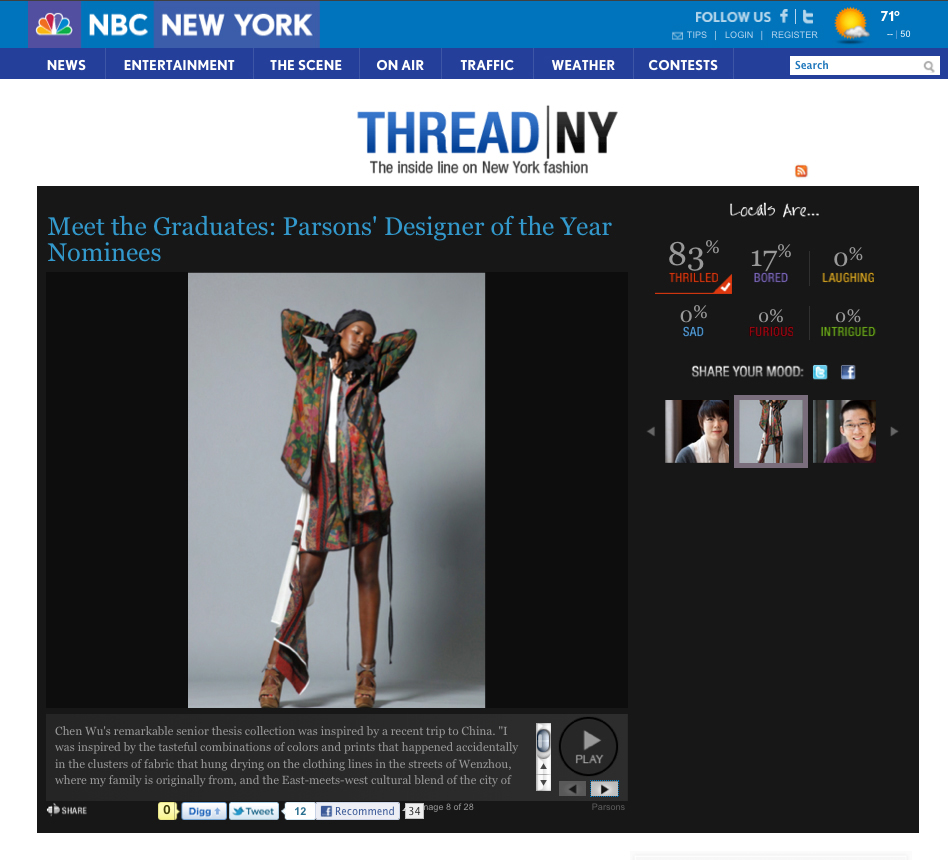 NBC NEW YORK
FOLLOW US
71°
TIPS | LOGIN | REGISTER
-- | 50
NEWS ENTERTAINMENT THE SCENE ON AIR TRAFFIC WEATHER CONTESTS
Search
THREAD|NY
The inside line on New York fashion
Meet the Graduates: Parsons' Designer of the Year
Nominees
Locals Are...
83% 17% 0%
THRILLED BORED LAUGHING
0% 0% 0%
SAD FURIOUS INTRIGUED
SHARE YOUR MOOD:
Chen Wu's remarkable senior thesis collection was inspired by a recent trip to China. "I
was inspired by the tasteful combinations of colors and prints that happened accidentally
in the clusters of fabric that hung drying on the clothing lines in the streets of Wenzhou,
where my family is originally from, and the East-meets-west cultural blend of the city of
PLAY
SHARE
0 Digg Tweet 12 Recommend 34
mage 8 of 28
Parsons